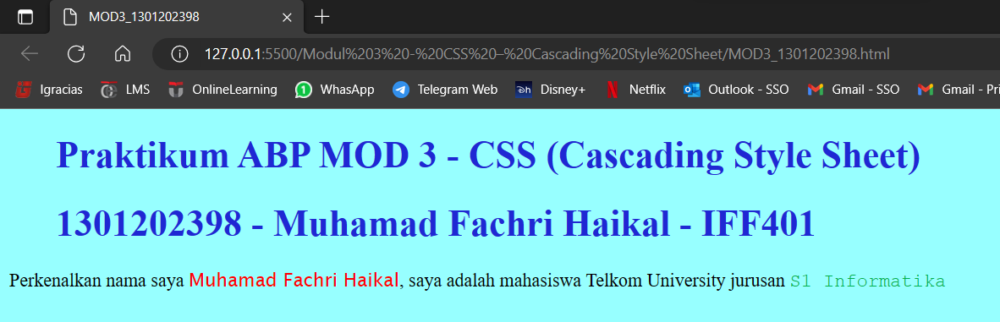 MOD3_1301202398
127.0.0.1:5500/Modul%203%20-%20CSS%20–%20Cascading%20Style%20Sheet/MOD3_1301202398.html
Igracias LMS OnlineLearning WhasApp Telegram Web Disney+ Netflix Outlook - SSO Gmail - SSO Gmail - Pri
Praktikum ABP MOD 3 - CSS (Cascading Style Sheet)
1301202398 - Muhamad Fachri Haikal - IFF401
Perkenalkan nama saya Muhamad Fachri Haikal, saya adalah mahasiswa Telkom University jurusan S1 Informatika